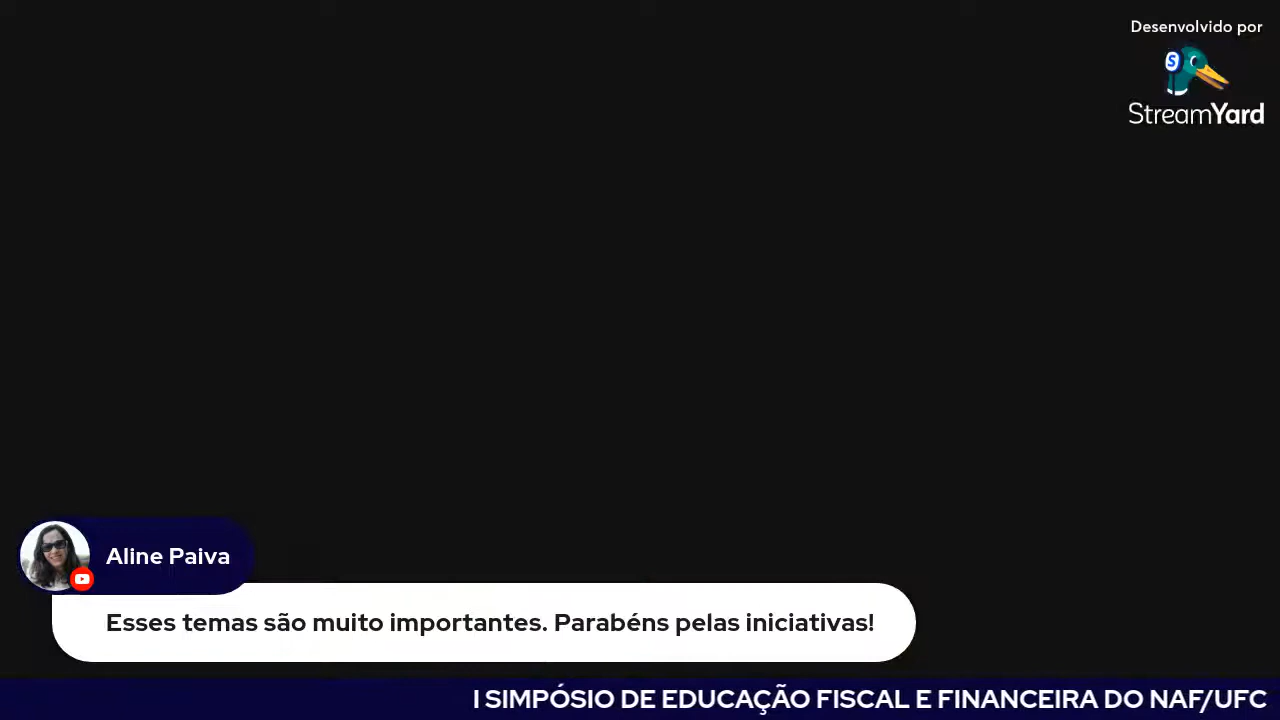 Desenvolvido por
StreamYard
Aline Paiva
Esses temas são muito importantes. Parabéns pelas iniciativas!
I SIMPÓSIO DE EDUCAÇÃO FISCAL E FINANCEIRA DO NAF/UFC